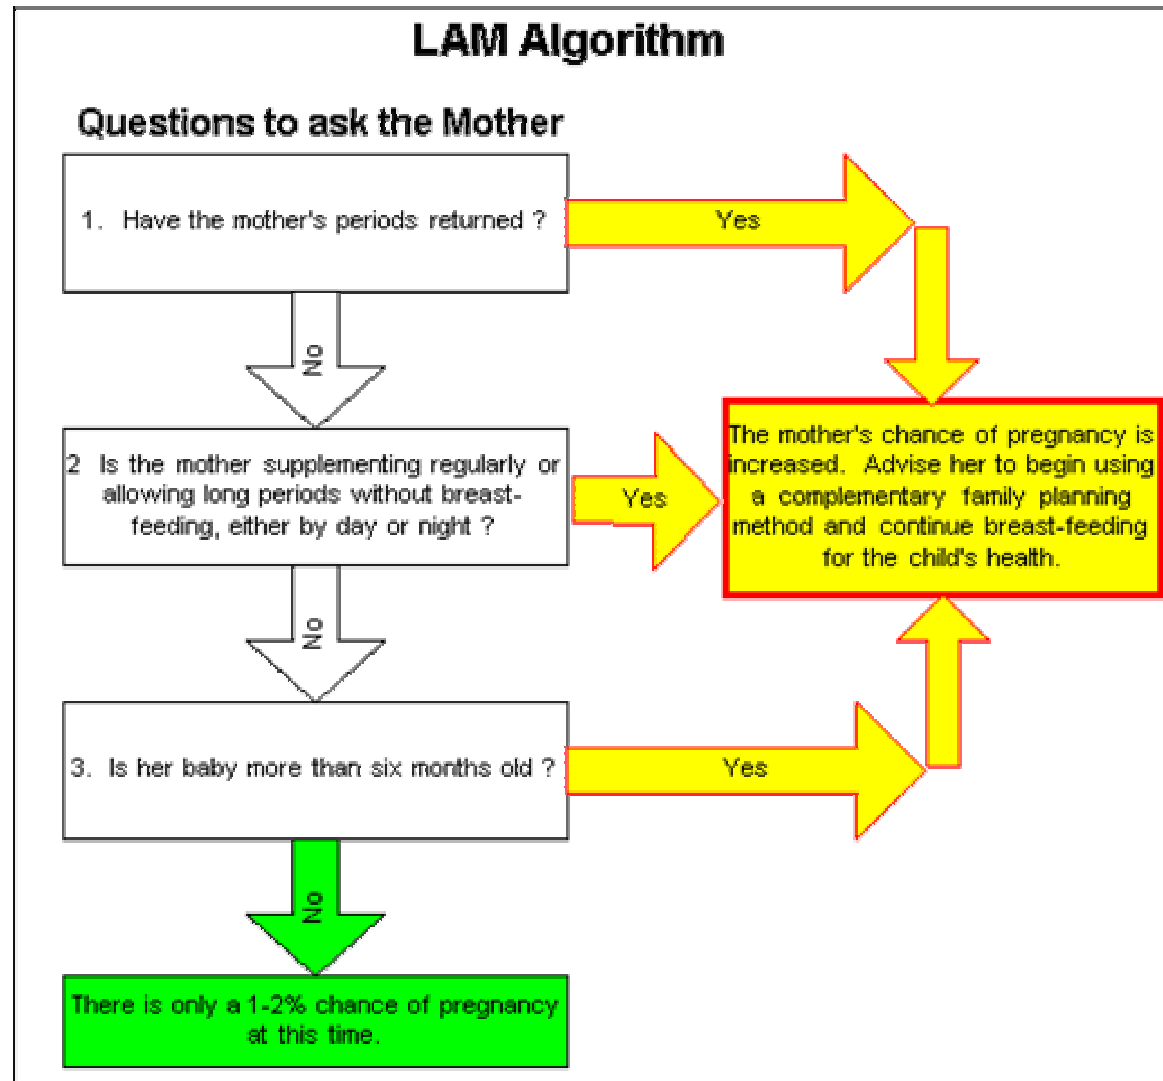 LAM Algorithm
Questions to ask the Mother
1. Have the mother's periods returned ?
Yes
No
2 Is the mother supplementing regularly or
allowing long periods without breast-
feeding, either by day or night ?
Yes
The mother's chance of pregnancy is
increased. Advise her to begin using
a complementary family planning
method and continue breast-feeding
for the child's health.
No
3. Is her baby more than six months old ?
Yes
No
There is only a 1-2% chance of pregnancy
at this time.